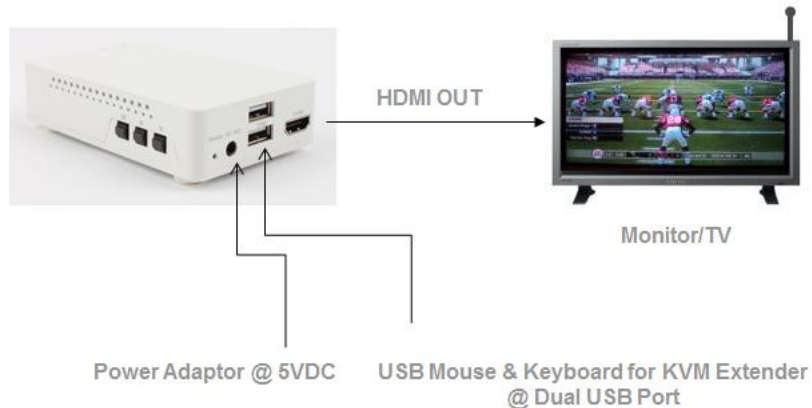 HDMI OUT
Monitor/TV
Power Adaptor @ 5VDC
USB Mouse & Keyboard for KVM Extender
@ Dual USB Port